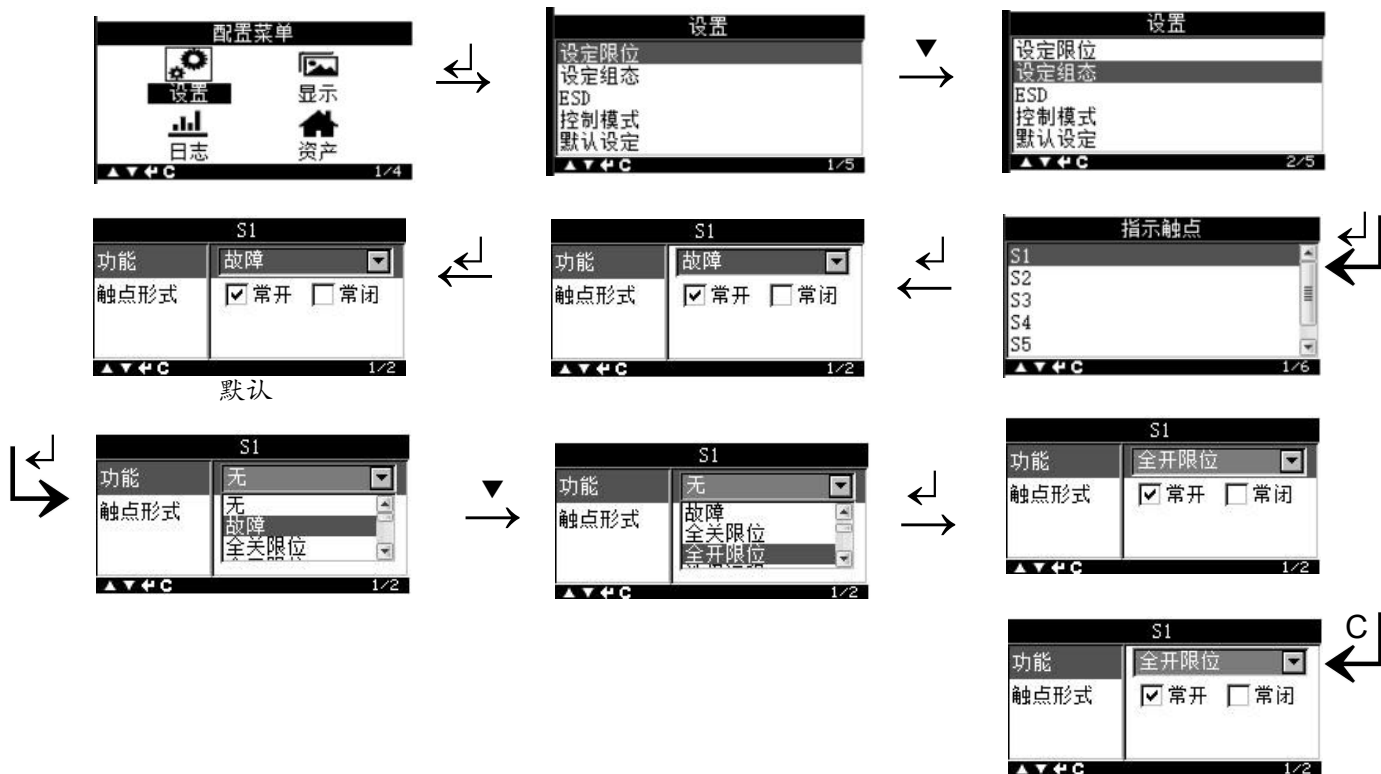 配置菜单
设置
显示
日志
资产
▲▼↵C 1/4
设置
设定限位
设定组态
ESD
控制模式
默认设定
▲▼↵C 1/5
▼
设置
设定限位
设定组态
ESD
控制模式
默认设定
▲▼↵C 2/5
指示触点
S1
S2
S3
S4
S5
▲▼↵C 1/6
S1
功能 故障
触点形式 常开 常闭
▲▼↵C 1/2
S1
功能 故障
触点形式 常开 常闭
▲▼↵C 1/2
默认
S1
功能 无
触点形式 无
故障
全关限位
▲▼↵C 1/2
▼
S1
功能 无
触点形式 故障
全关限位
全开限位
▲▼↵C 1/2
S1
功能 全开限位
触点形式 常开 常闭
▲▼↵C 1/2
C
S1
功能 全开限位
触点形式 常开 常闭
▲▼↵C 1/2